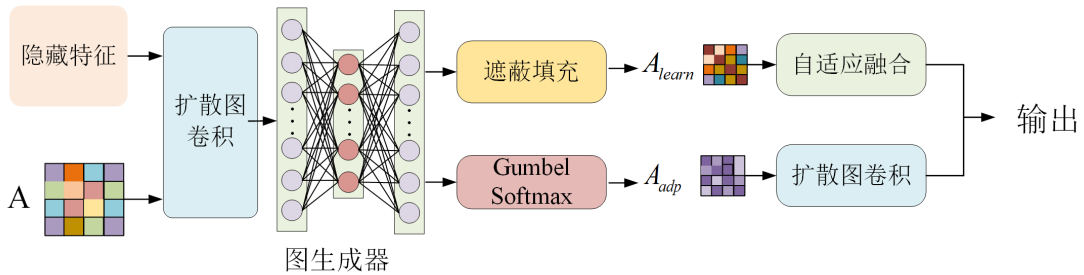 隐藏特征
A
扩散图
卷积
图生成器
遮蔽填充
A_learn
自适应融合
Gumbel
Softmax
A_adp
扩散图卷积
输出